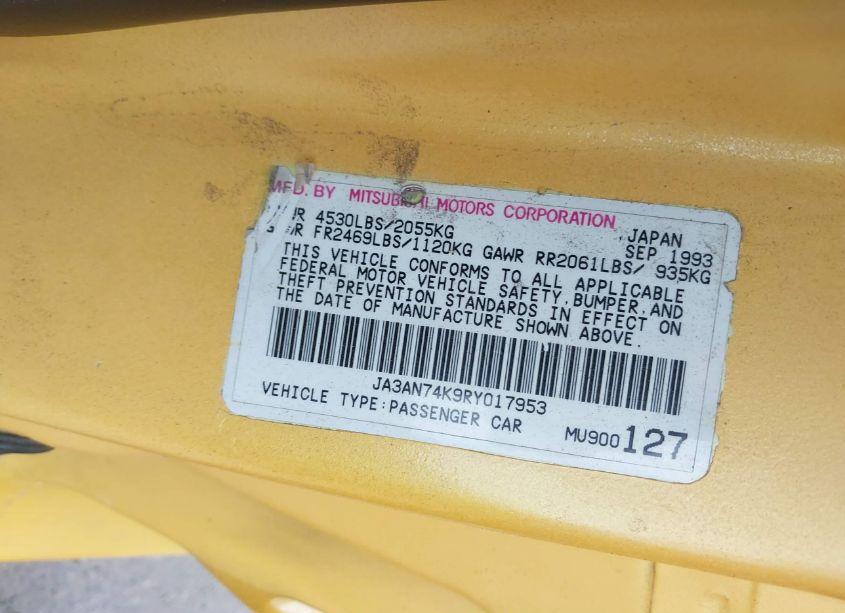 MFD. BY MITSUBISHI MOTORS CORPORATION
JAPAN
4530LBS/2055KG
SEP 1993
FR2469LBS/1120KG GAWR RR2061LBS/ 935KG
THIS VEHICLE CONFORMS TO ALL APPLICABLE
FEDERAL MOTOR VEHICLE SAFETY,BUMPER,AND
THEFT PREVENTION STANDARDS IN EFFECT ON
THE DATE OF MANUFACTURE SHOWN ABOVE.
JA3AN74K9RY017953
VEHICLE TYPE:PASSENGER CAR
MU900127